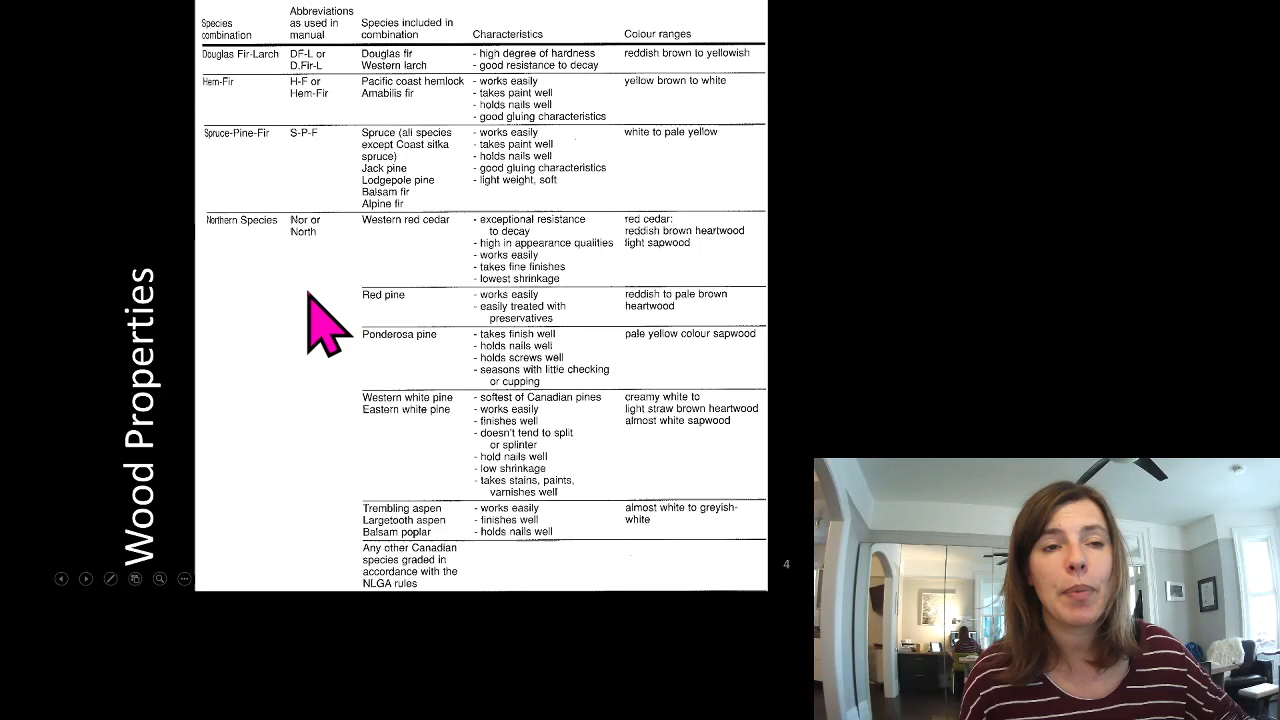 Wood Properties
Species combination
Abbreviations as used in manual
Species included in combination
Characteristics
Colour ranges
Douglas Fir-Larch
DF-L or
D.Fir-L
Douglas fir
Western larch
- high degree of hardness
- good resistance to decay
reddish brown to yellowish
Hem-Fir
H-F or
Hem-Fir
Pacific coast hemlock
Amabilis fir
- works easily
- takes paint well
- holds nails well
- good gluing characteristics
yellow brown to white
Spruce-Pine-Fir
S-P-F
Spruce (all species
except Coast sitka
spruce)
Jack pine
Lodgepole pine
Balsam fir
Alpine fir
- works easily
- takes paint well
- holds nails well
- good gluing characteristics
- light weight, soft
white to pale yellow
Northern Species
Nor or
North
Western red cedar
- exceptional resistance
to decay
- high in appearance qualities
- works easily
- takes fine finishes
- lowest shrinkage
red cedar:
reddish brown heartwood
light sapwood
Red pine
- works easily
- easily treated with
preservatives
reddish to pale brown
heartwood
Ponderosa pine
- takes finish well
- holds nails well
- holds screws well
- seasons with little checking
or cupping
pale yellow colour sapwood
Western white pine
Eastern white pine
- softest of Canadian pines
- works easily
- finishes well
- doesn't tend to split
or splinter
- hold nails well
- low shrinkage
- takes stains, paints,
varnishes well
creamy white to
light straw brown heartwood
almost white sapwood
Trembling aspen
Largetooth aspen
Balsam poplar
- works easily
- finishes well
- holds nails well
almost white to greyish-
white
Any other Canadian
species graded in
accordance with the
NLGA rules
4